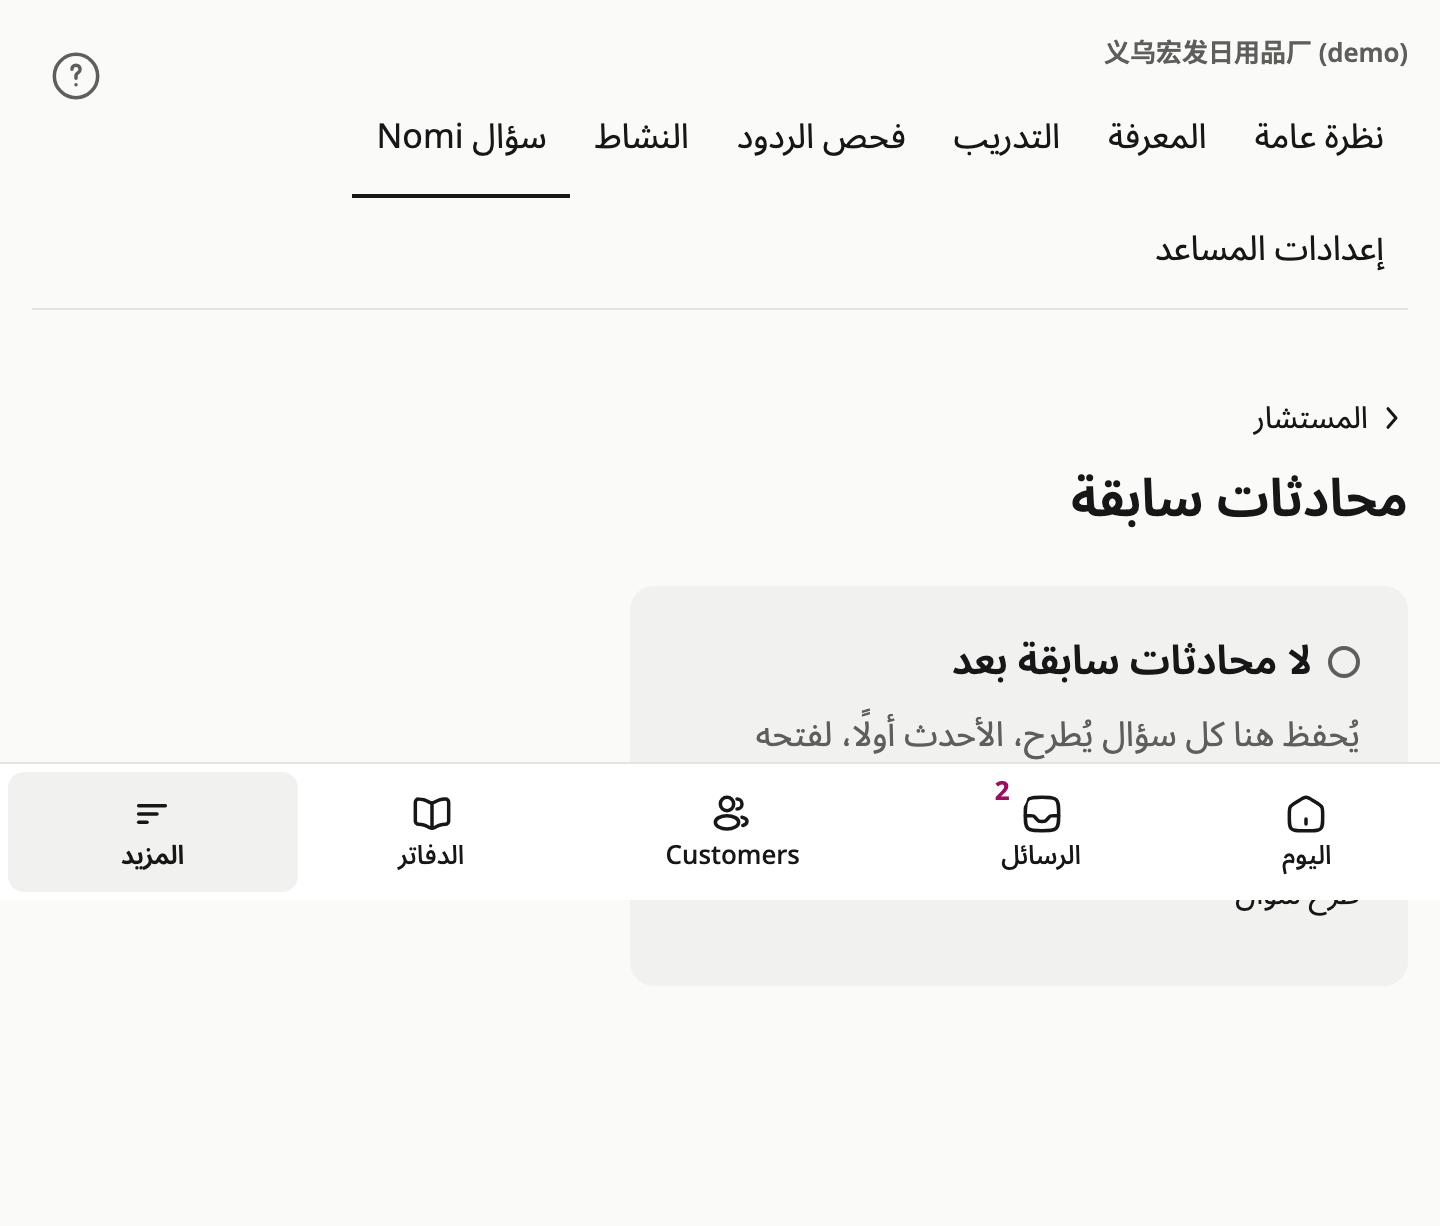 义乌宏发日用品厂 (demo)
نظرة عامة
المعرفة
التدريب
فحص الردود
النشاط
سؤال Nomi
إعدادات المساعد
المستشار
محادثات سابقة
لا محادثات سابقة بعد
يُحفظ هنا كل سؤال يُطرح، الأحدث أولًا، لفتحه
اليوم
2
الرسائل
Customers
الدفاتر
المزيد